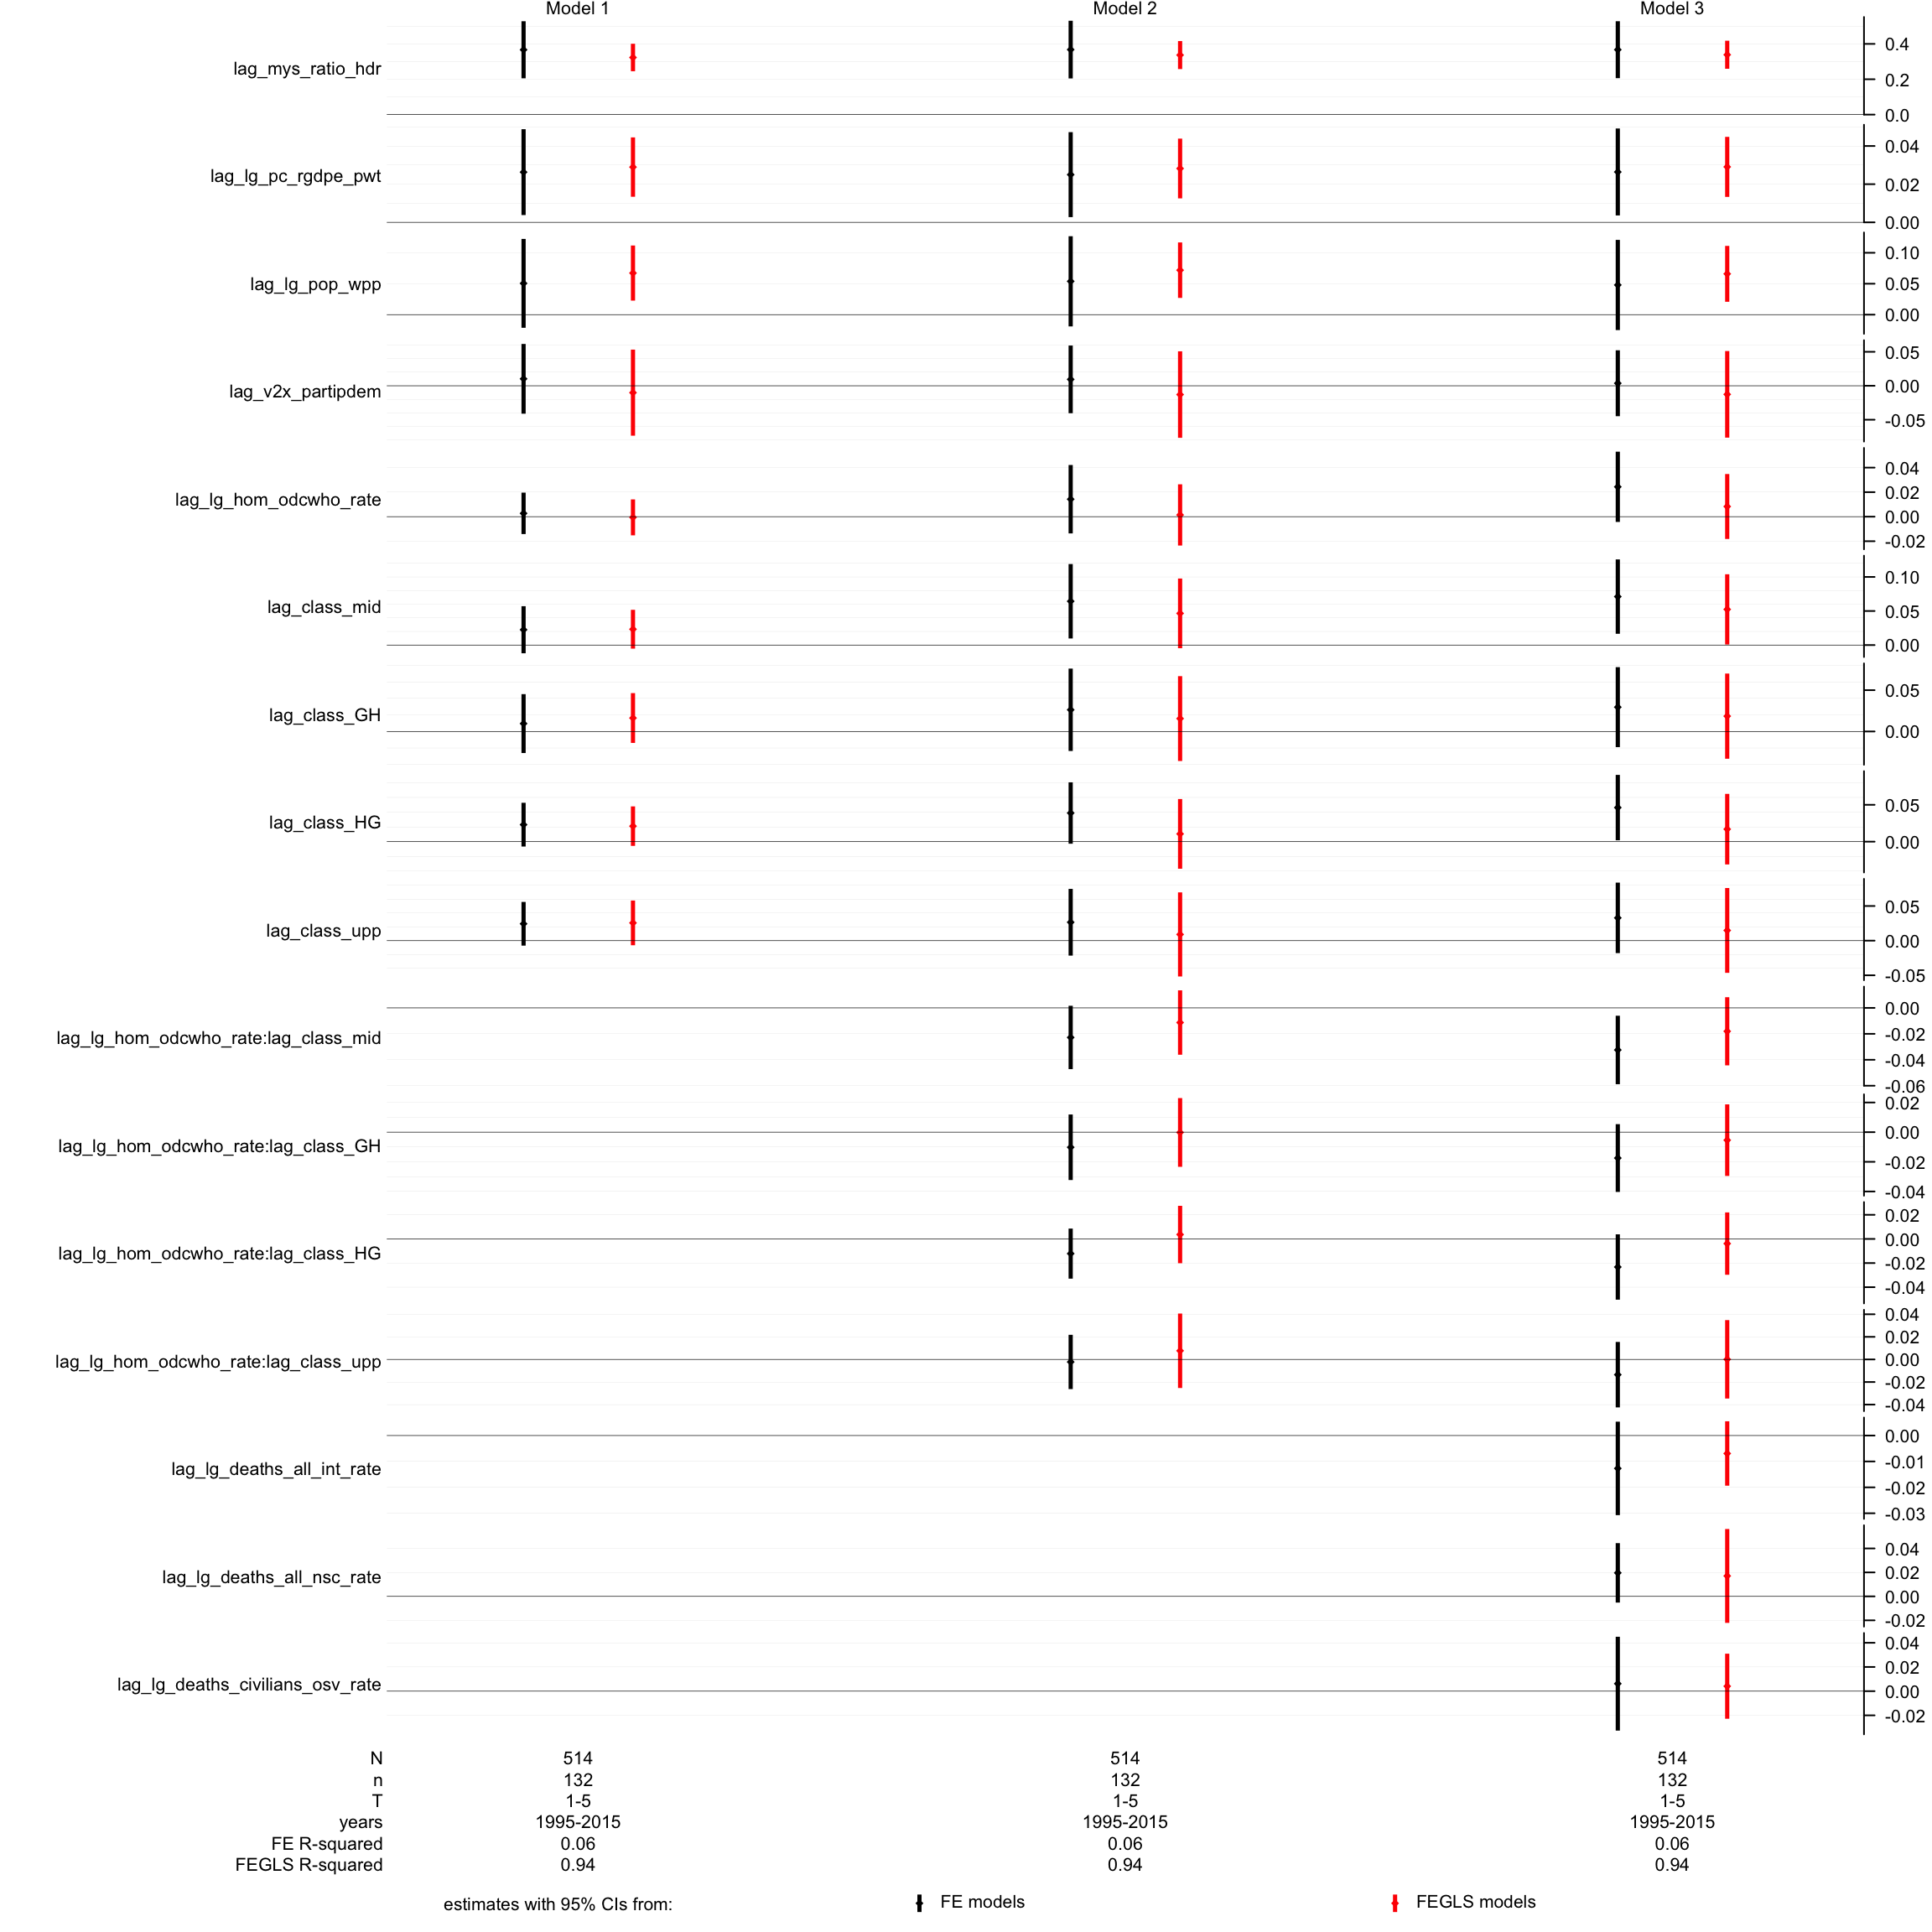 Model 1 Model 2 Model 3
lag_mys_ratio_hdr 0.4 0.2 0.0
lag_lg_pc_rgdpe_pwt 0.04 0.02 0.00
lag_lg_pop_wpp 0.10 0.05 0.00
lag_v2x_partipdem 0.05 0.00 -0.05
lag_lg_hom_odcwho_rate 0.04 0.02 0.00 -0.02
lag_class_mid 0.10 0.05 0.00
lag_class_GH 0.05 0.00
lag_class_HG 0.05 0.00
lag_class_upp 0.05 0.00 -0.05
lag_lg_hom_odcwho_rate:lag_class_mid 0.00 -0.02 -0.04 -0.06
lag_lg_hom_odcwho_rate:lag_class_GH 0.02 0.00 -0.02 -0.04
lag_lg_hom_odcwho_rate:lag_class_HG 0.02 0.00 -0.02 -0.04
lag_lg_hom_odcwho_rate:lag_class_upp 0.04 0.02 0.00 -0.02 -0.04
lag_lg_deaths_all_int_rate 0.00 -0.01 -0.02 -0.03
lag_lg_deaths_all_nsc_rate 0.04 0.02 0.00 -0.02
lag_lg_deaths_civilians_osv_rate 0.04 0.02 0.00 -0.02
N 514 514 514
n 132 132 132
T 1-5 1-5 1-5
years 1995-2015 1995-2015 1995-2015
FE R-squared 0.06 0.06 0.06
FEGLS R-squared 0.94 0.94 0.94
estimates with 95% CIs from: FE models FEGLS models